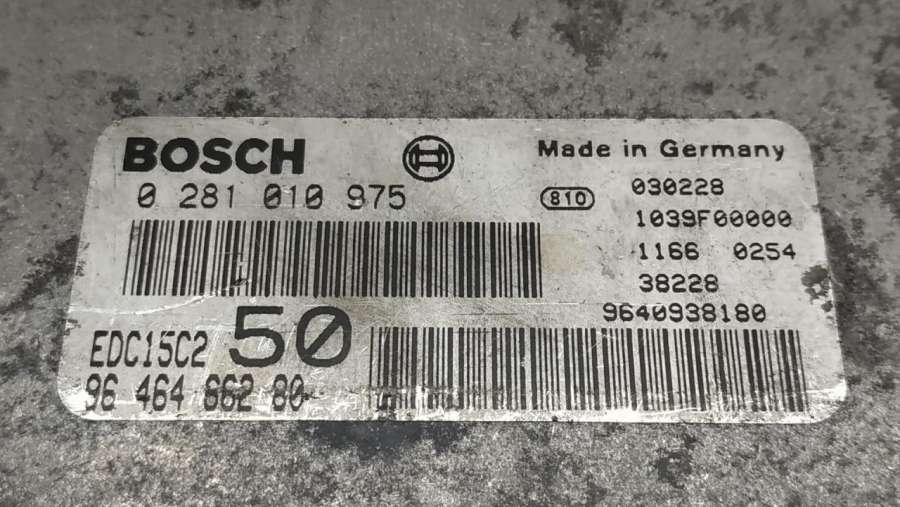 BOSCH
Made in Germany
0 281 010 975
810
030228
1039F00000
1166 0254
38228
9640938180
EDC15C2 50
96 464 662 80